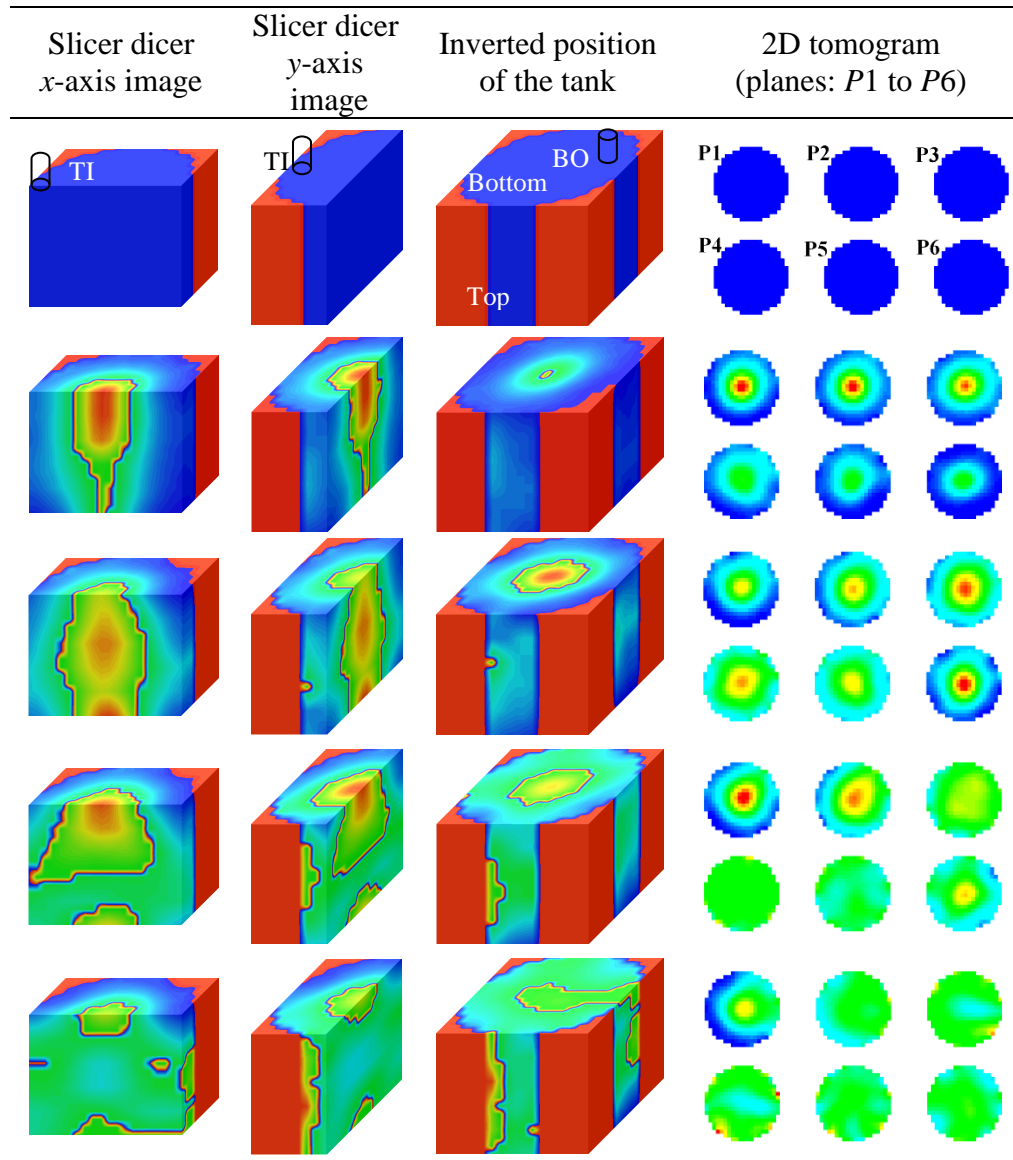 Slicer dicer
x-axis image
Slicer dicer
y-axis
image
Inverted position
of the tank
2D tomogram
(planes: P1 to P6)
TI
TI
BO
Bottom
Top
P1
P2
P3
P4
P5
P6